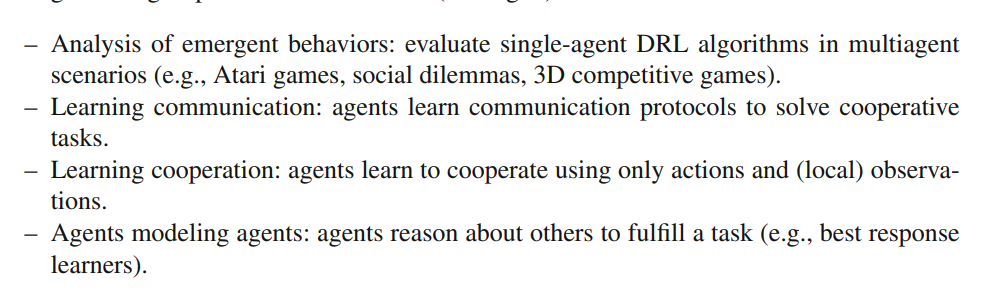 – Analysis of emergent behaviors: evaluate single-agent DRL algorithms in multiagent
scenarios (e.g., Atari games, social dilemmas, 3D competitive games).
– Learning communication: agents learn communication protocols to solve cooperative
tasks.
– Learning cooperation: agents learn to cooperate using only actions and (local) observa-
tions.
– Agents modeling agents: agents reason about others to fulfill a task (e.g., best response
learners).